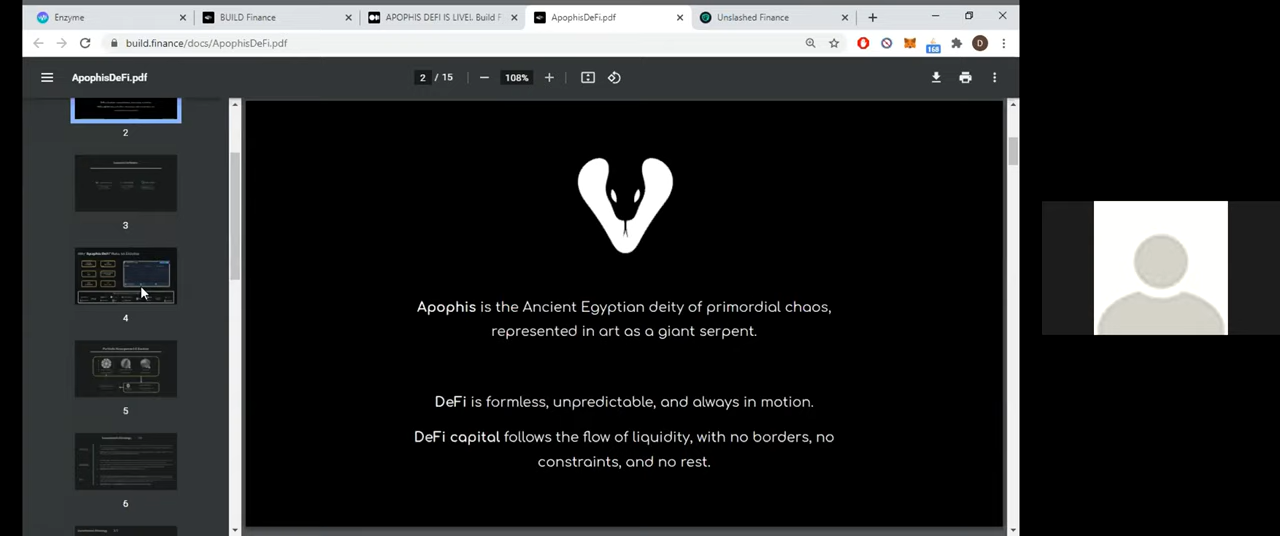 Enzyme
BUILD Finance
APOPHIS DEFI IS LIVE! Build F
ApophisDeFi.pdf
Unslashed Finance
build.finance/docs/ApophisDeFi.pdf
168
D
ApophisDeFi.pdf
2 / 15
108%
2
3
4
5
6
Apophis is the Ancient Egyptian deity of primordial chaos,
represented in art as a giant serpent.
DeFi is formless, unpredictable, and always in motion.
DeFi capital follows the flow of liquidity, with no borders, no
constraints, and no rest.